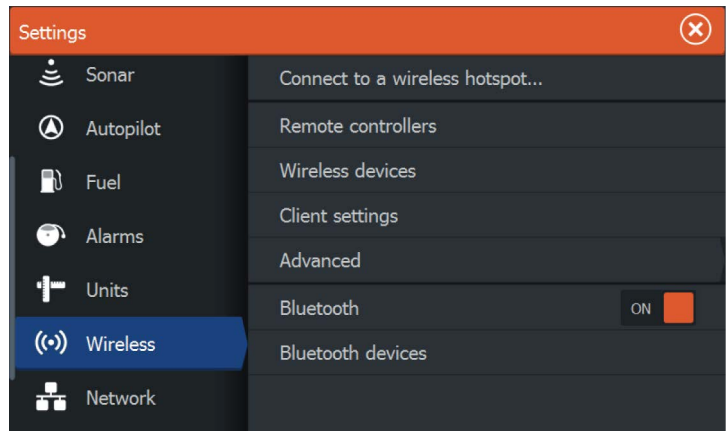 Settings
Sonar
Autopilot
Fuel
Alarms
Units
Wireless
Network
Connect to a wireless hotspot...
Remote controllers
Wireless devices
Client settings
Advanced
Bluetooth ON
Bluetooth devices